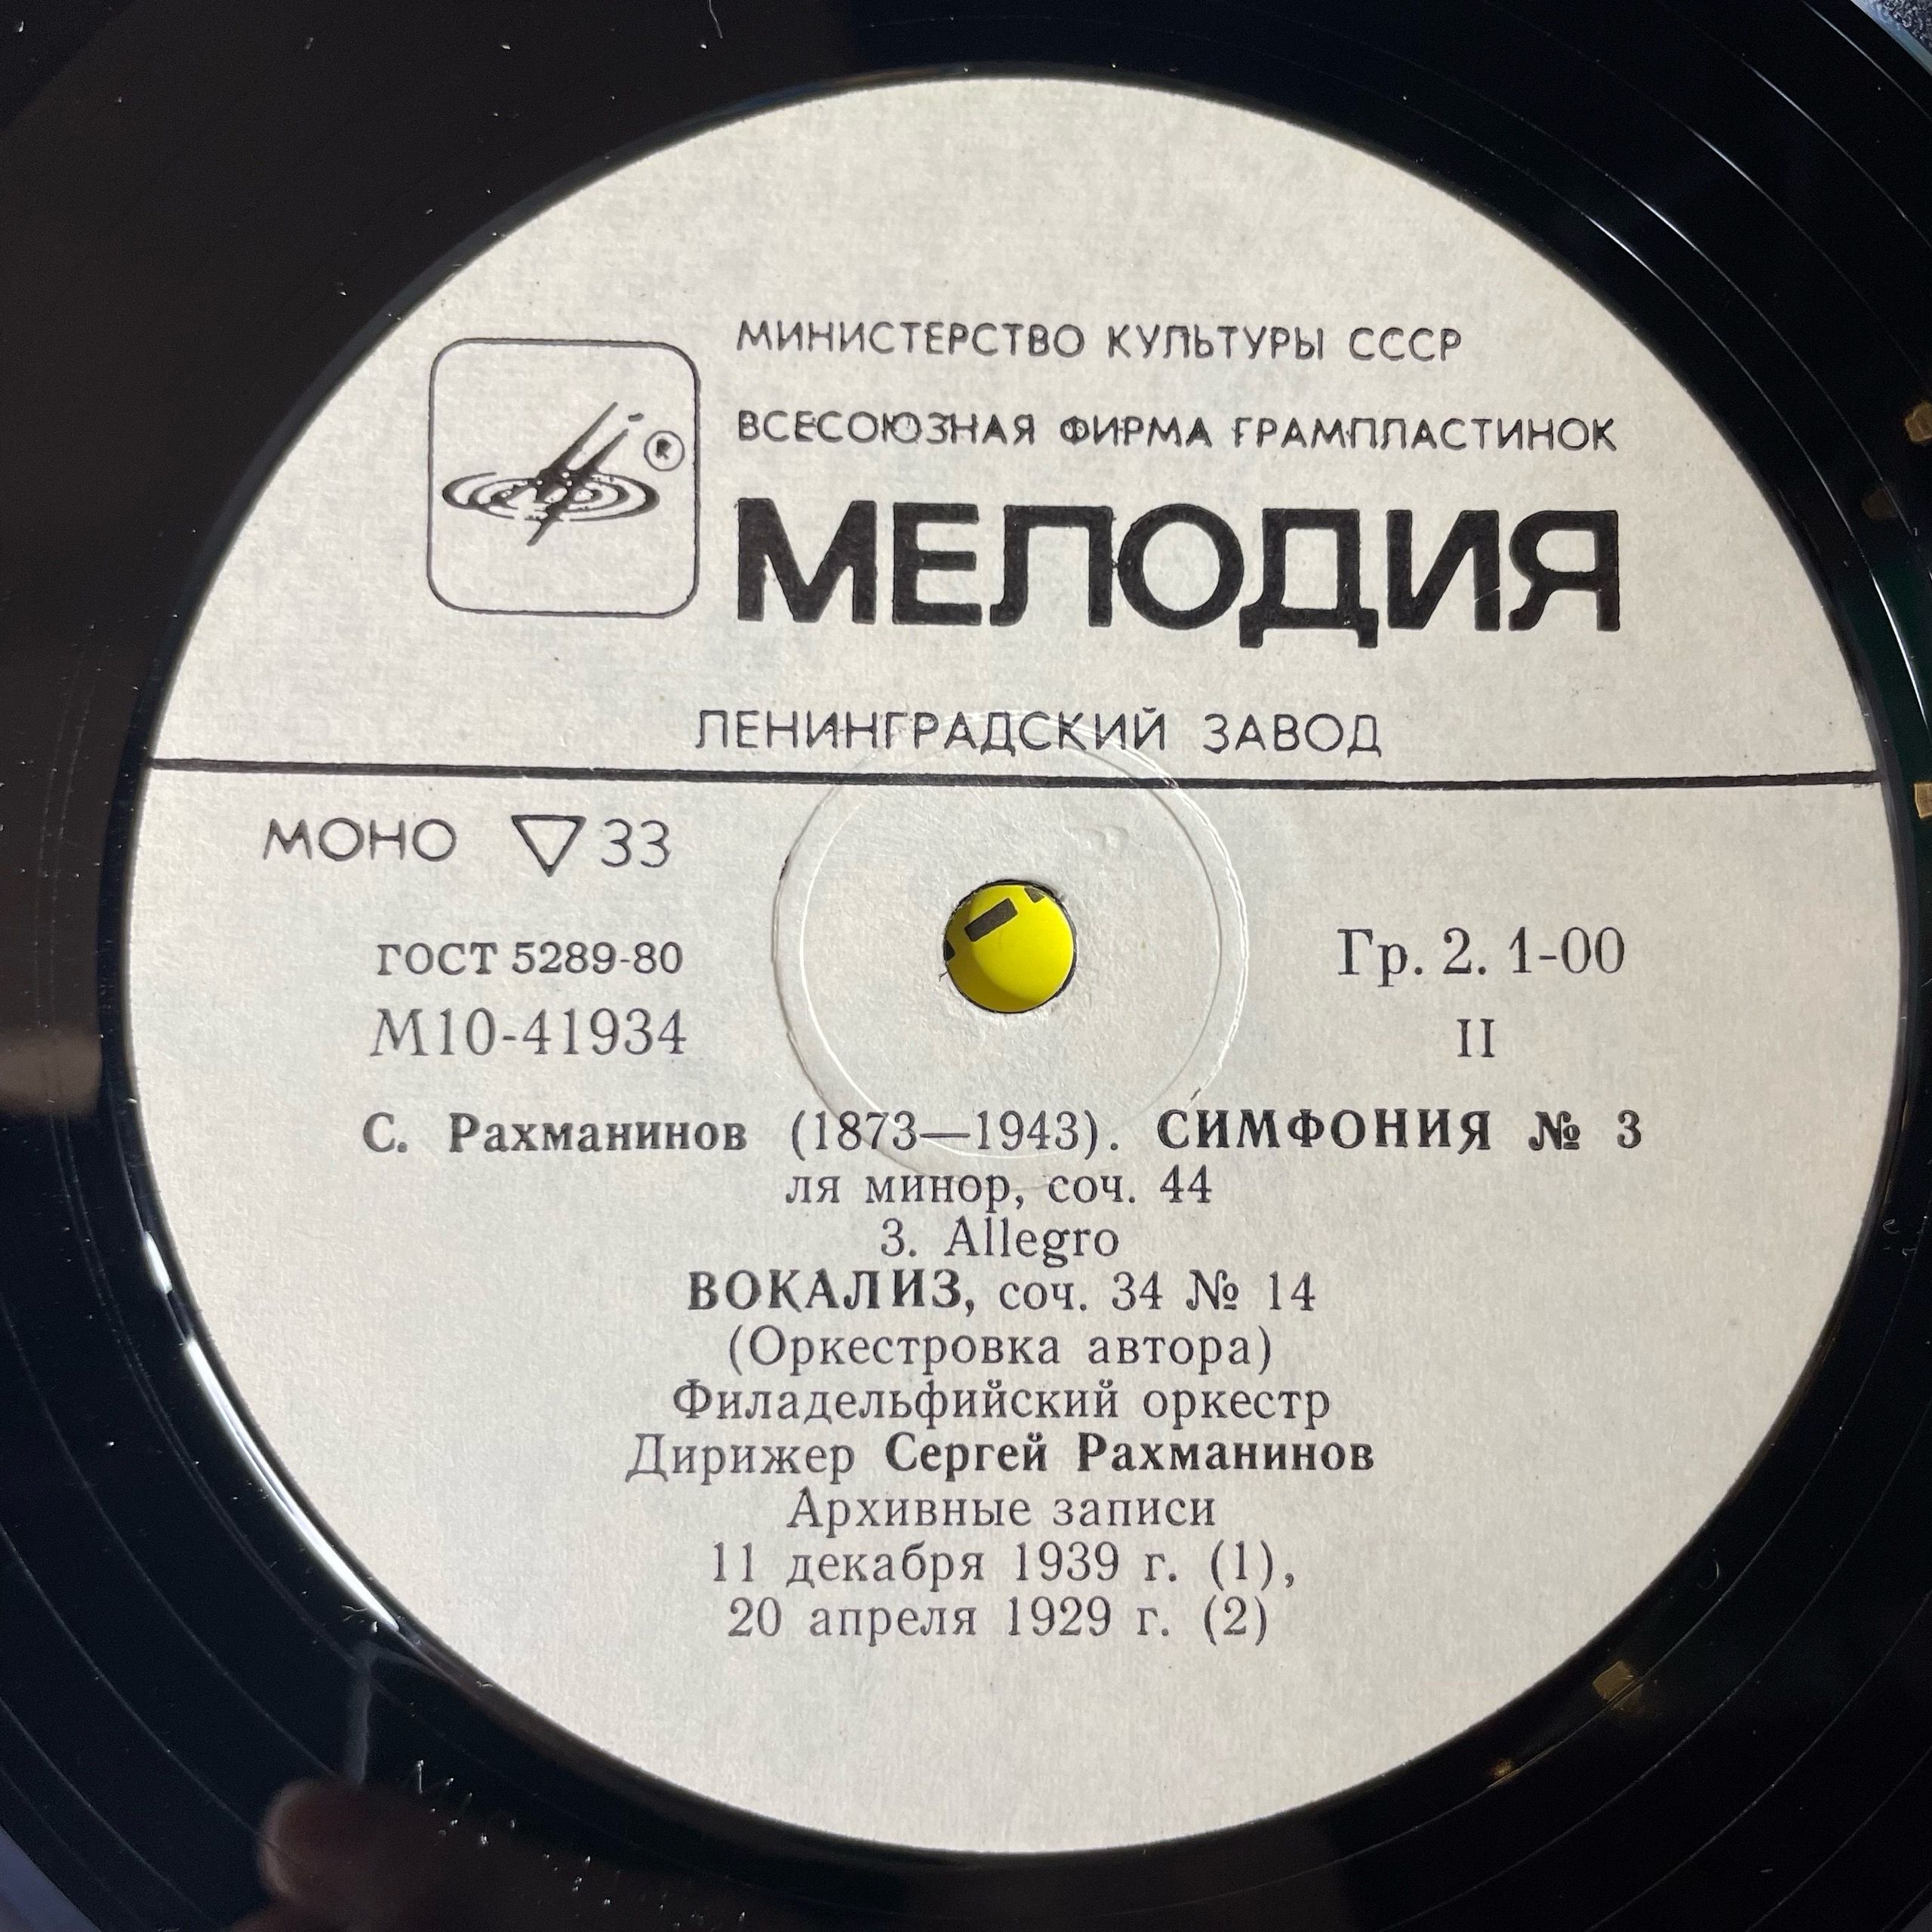 МИНИСТЕРСТВО КУЛЬТУРЫ СССР
ВСЕСОЮЗНАЯ ФИРМА ГРАМПЛАСТИНОК
®
МЕЛОДИЯ
ЛЕНИНГРАДСКИЙ ЗАВОД
МОНО ▽ 33
ГОСТ 5289-80
Гр. 2. 1-00
М10-41934
II
С. Рахманинов (1873—1943). СИМФОНИЯ № 3
ля минор, соч. 44
3. Allegro
ВОКАЛИЗ, соч. 34 № 14
(Оркестровка автора)
Филадельфийский оркестр
Дирижер Сергей Рахманинов
Архивные записи
11 декабря 1939 г. (1),
20 апреля 1929 г. (2)